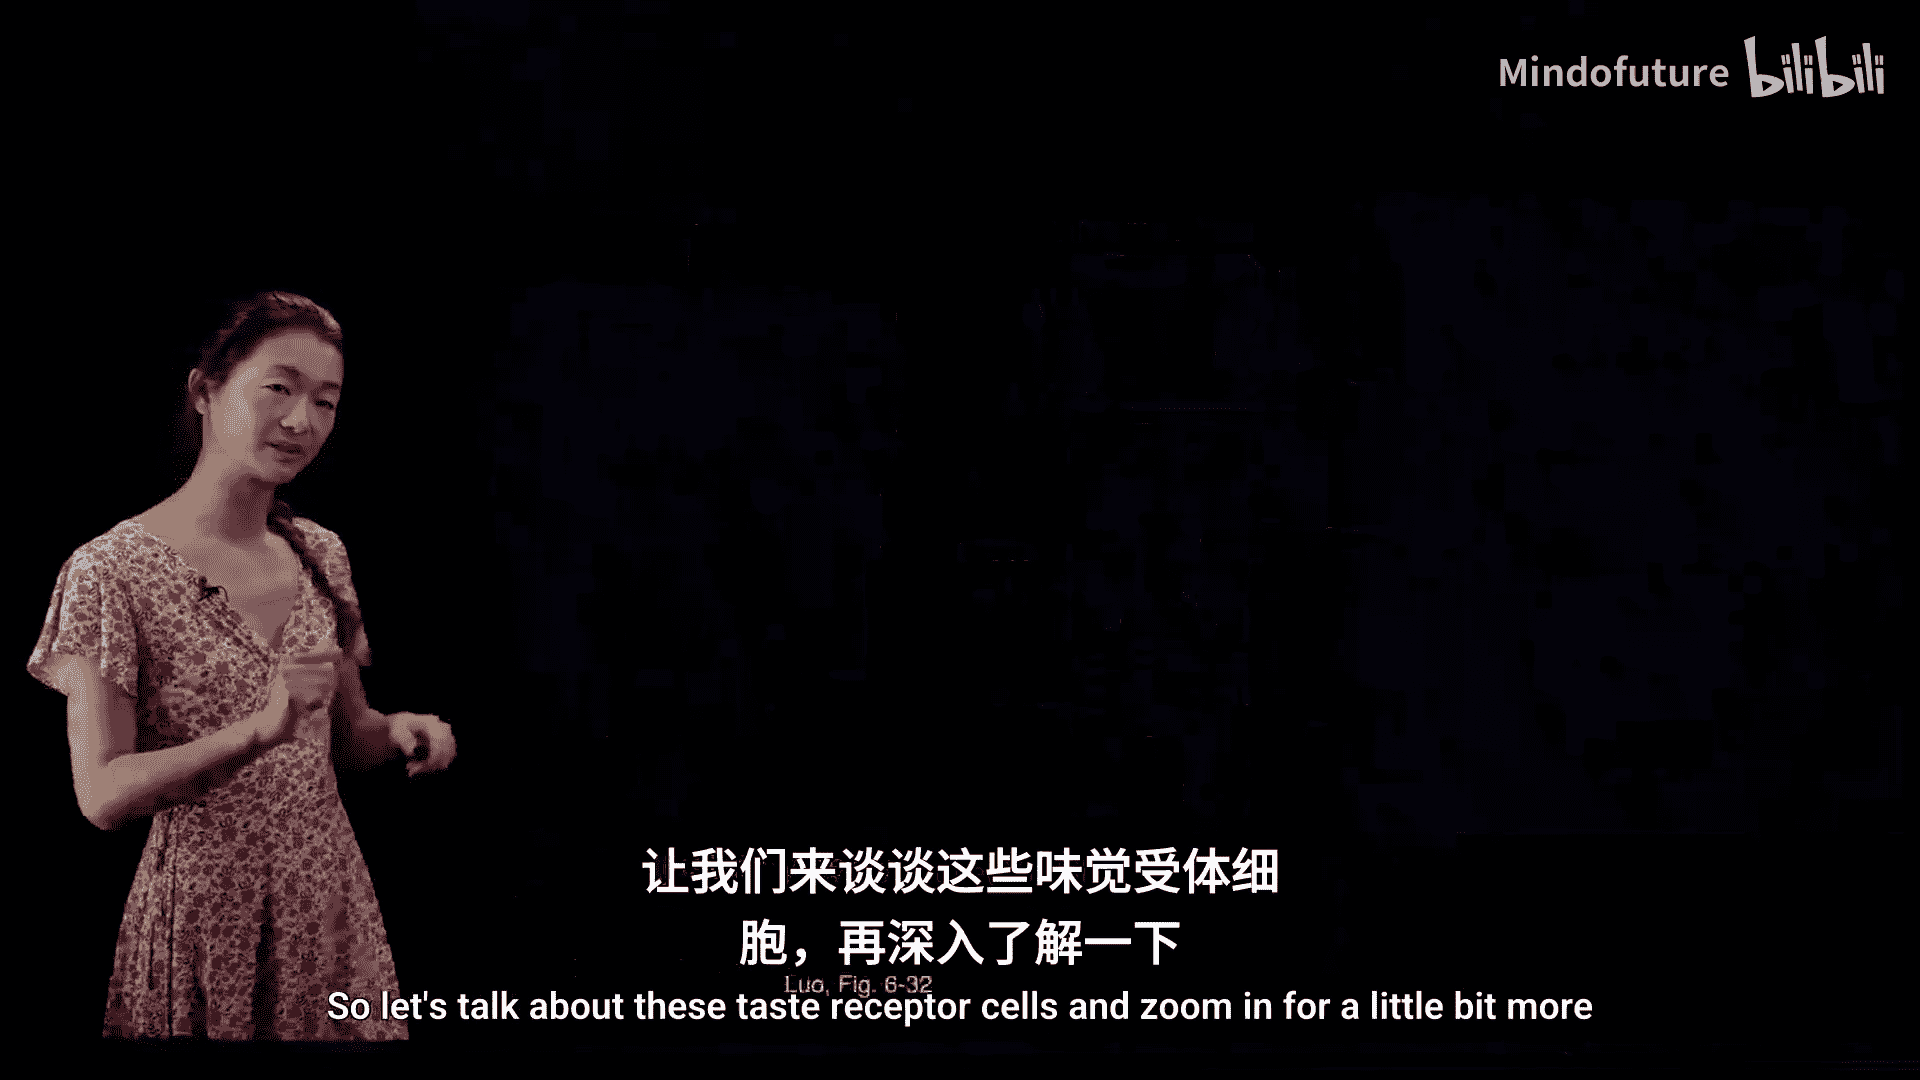 Mindofuture bilibili
让我们来谈谈这些味觉受体细
胞，再深入了解一下
Luo, Fig. 6-32
So let's talk about these taste receptor cells and zoom in for a little bit more